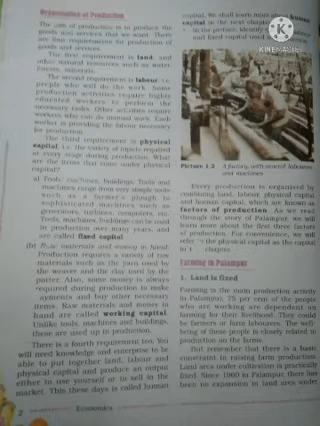 Organisation of Production
The aim of production is to produce the
goods and services that we want. There
are four requirements for production of
goods and services.
The first requirement is land, and
other natural resources such as water,
forests, minerals.
The second requirement is labour, i.e.
people who will do the work. Some
production activities require highly
educated workers to perform the
necessary tasks. Other activities require
workers who can do manual work. Each
worker is providing the labour necessary
for production.
The third requirement is physical
capital, i.e. the variety of inputs required
at every stage during production. What
are the items that come under physical
capital?
a) Tools, machines, buildings: Tools and
machines range from very simple tools
such as a farmer's plough to
sophisticated machines such as
generators, turbines, computers, etc.
Tools, machines, buildings can be used
in production over many years, and
are called fixed capital.
(b) Raw materials and money in hand:
Production requires a variety of raw
materials such as the yarn used by
the weaver and the clay used by the
potter. Also, some money is always
required during production to make
payments and buy other necessary
items. Raw materials and money in
hand are called working capital.
Unlike tools, machines and buildings,
these are used up in production.
There is a fourth requirement too. You
will need knowledge and enterprise to be
able to put together land, labour and
physical capital and produce an output
either to use yourself or to sell in the
market. This these days is called human
2
Economics
capital. We shall learn more about human
capital in the next chapter.
in the picture, identify the
and fixed capital used
KINEMASTER
Picture 1.2 A factory, with several labourers
and machines
Every production is organised by
combining land, labour, physical capital
and human capital, which are known as
factors of production. As we read
through the story of Palampur, we will
learn more about the first three factors
of production. For convenience, we will
refer to the physical capital as the capital
in chapter.
Farming in Palampur
1. Land is fixed
Farming is the main production activity
in Palampur. 75 per cent of the people
who are working are dependent on
farming for their livelihood. They could
be farmers or farm labourers. The well-
being of these people is closely related to
production on the farms.
But remember that there is a basic
constraint in raising farm production.
Land area under cultivation is practically
fixed. Since 1960 in Palampur, there has
been no expansion in land area under